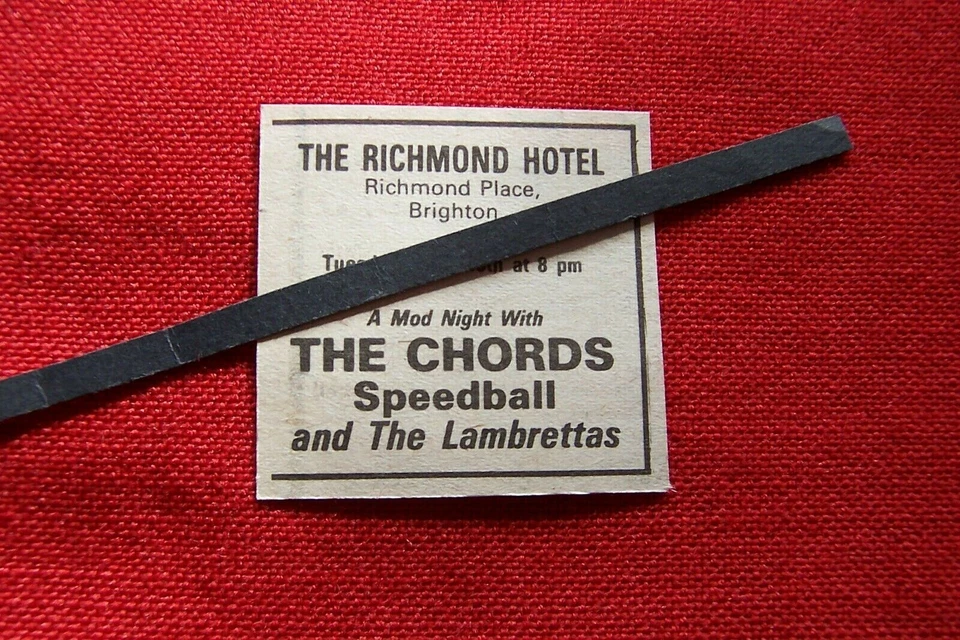 THE RICHMOND HOTEL
Richmond Place,
Brighton
at 8 pm
A Mod Night With
THE CHORDS
Speedball
and The Lambrettas